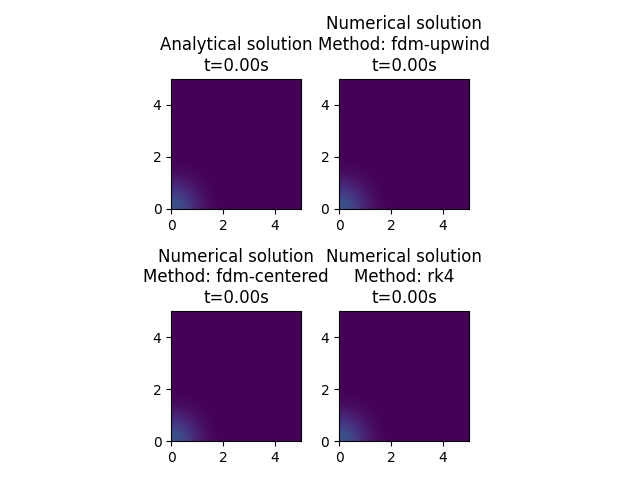 Analytical solution
t=0.00s
4
2
0
0 2 4
Numerical solution
Method: fdm-upwind
t=0.00s
4
2
0
0 2 4
Numerical solution
Method: fdm-centered
t=0.00s
4
2
0
0 2 4
Numerical solution
Method: rk4
t=0.00s
4
2
0
0 2 4